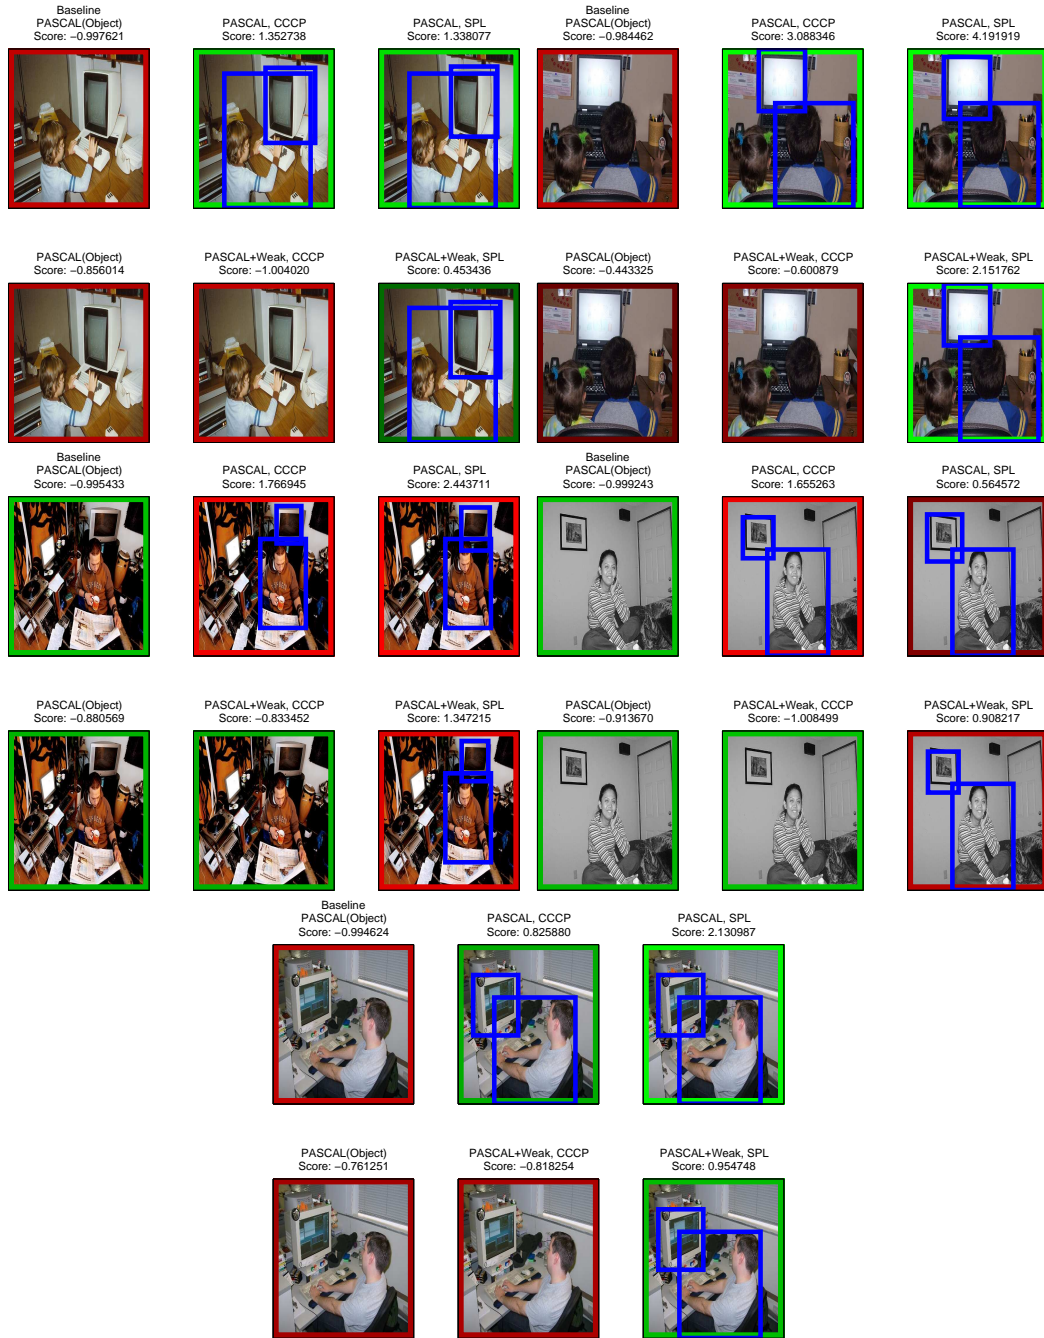 Baseline
PASCAL(Object)
Score: −0.997621
PASCAL, CCCP
Score: 1.352738
PASCAL, SPL
Score: 1.338077
Baseline
PASCAL(Object)
Score: −0.984462
PASCAL, CCCP
Score: 3.088346
PASCAL, SPL
Score: 4.191919
PASCAL(Object)
Score: −0.856014
PASCAL+Weak, CCCP
Score: −1.004020
PASCAL+Weak, SPL
Score: 0.453436
PASCAL(Object)
Score: −0.443325
PASCAL+Weak, CCCP
Score: −0.600879
PASCAL+Weak, SPL
Score: 2.151762
Baseline
PASCAL(Object)
Score: −0.995433
PASCAL, CCCP
Score: 1.766945
PASCAL, SPL
Score: 2.443711
Baseline
PASCAL(Object)
Score: −0.999243
PASCAL, CCCP
Score: 1.655263
PASCAL, SPL
Score: 0.564572
PASCAL(Object)
Score: −0.880569
PASCAL+Weak, CCCP
Score: −0.833452
PASCAL+Weak, SPL
Score: 1.347215
PASCAL(Object)
Score: −0.913670
PASCAL+Weak, CCCP
Score: −1.008499
PASCAL+Weak, SPL
Score: 0.908217
Baseline
PASCAL(Object)
Score: −0.994624
PASCAL, CCCP
Score: 0.825880
PASCAL, SPL
Score: 2.130987
PASCAL(Object)
Score: −0.761251
PASCAL+Weak, CCCP
Score: −0.818254
PASCAL+Weak, SPL
Score: 0.954748